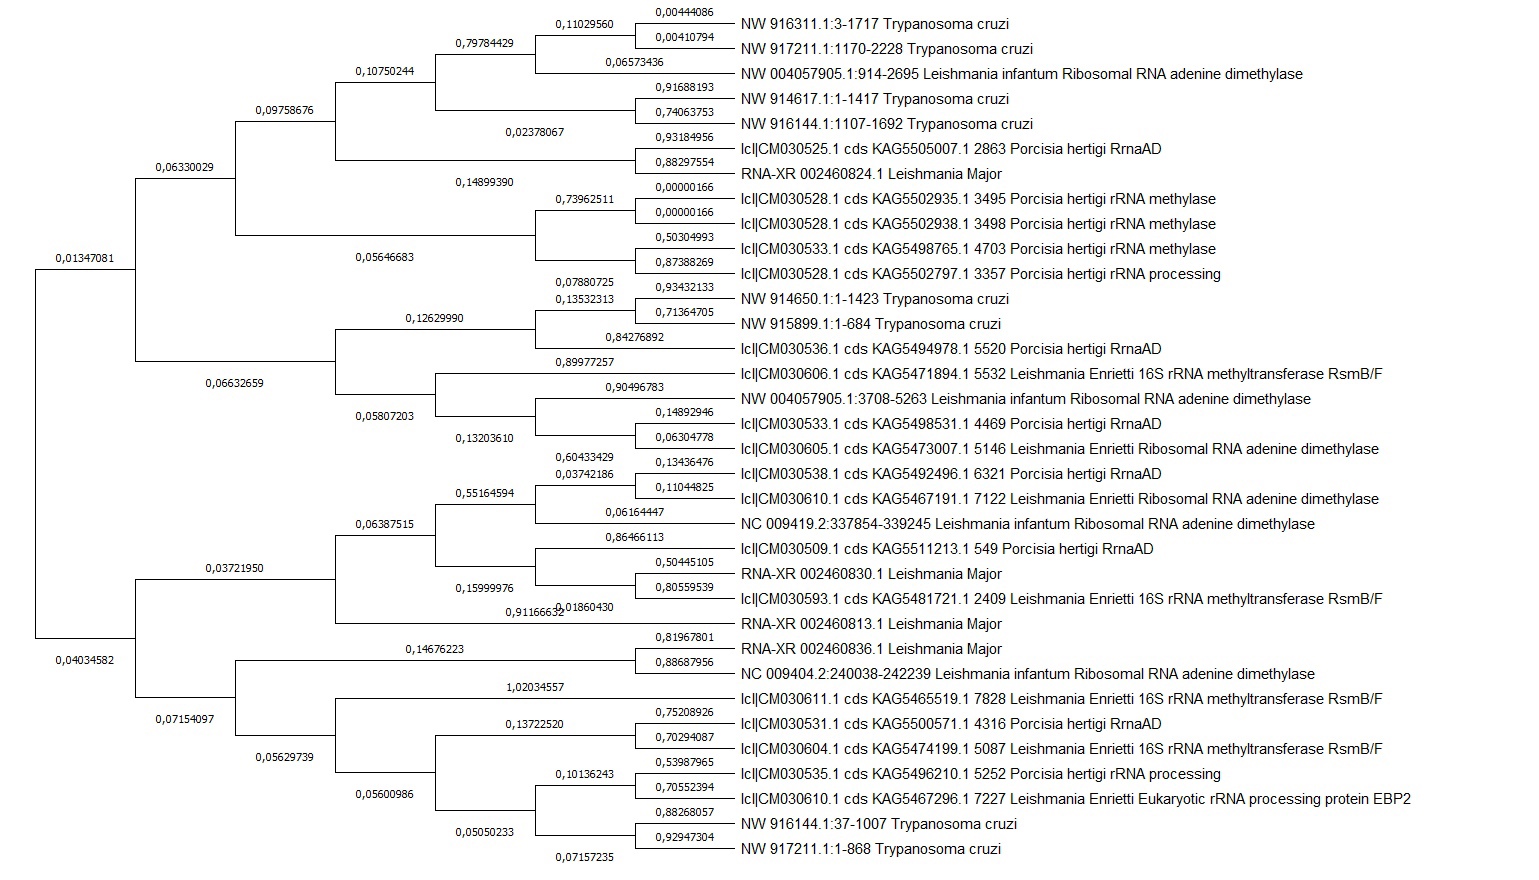 0,00444086
0,11029560
NW 916311.1:3-1717 Trypanosoma cruzi
0,00410794
0,79784429
NW 917211.1:1170-2228 Trypanosoma cruzi
0,06573436
0,10750244
NW 004057905.1:914-2695 Leishmania infantum Ribosomal RNA adenine dimethylase
0,91688193
NW 914617.1:1-1417 Trypanosoma cruzi
0,09758676
0,74063753
NW 916144.1:1107-1692 Trypanosoma cruzi
0,02378067
0,93184956
lcl|CM030525.1 cds KAG5505007.1 2863 Porcisia hertigi RrnaAD
0,06330029
0,88297554
RNA-XR 002460824.1 Leishmania Major
0,14899390
0,00000166
0,73962511
lcl|CM030528.1 cds KAG5502935.1 3495 Porcisia hertigi rRNA methylase
0,00000166
lcl|CM030528.1 cds KAG5502938.1 3498 Porcisia hertigi rRNA methylase
0,50304993
lcl|CM030533.1 cds KAG5498765.1 4703 Porcisia hertigi rRNA methylase
0,01347081
0,05646683
0,87388269
lcl|CM030528.1 cds KAG5502797.1 3357 Porcisia hertigi rRNA processing
0,07880725
0,93432133
0,13532313
NW 914650.1:1-1423 Trypanosoma cruzi
0,71364705
0,12629990
NW 915899.1:1-684 Trypanosoma cruzi
0,84276892
lcl|CM030536.1 cds KAG5494978.1 5520 Porcisia hertigi RrnaAD
0,89977257
lcl|CM030606.1 cds KAG5471894.1 5532 Leishmania Enrietti 16S rRNA methyltransferase RsmB/F
0,06632659
0,90496783
NW 004057905.1:3708-5263 Leishmania infantum Ribosomal RNA adenine dimethylase
0,05807203
0,14892946
lcl|CM030533.1 cds KAG5498531.1 4469 Porcisia hertigi RrnaAD
0,13203610
0,06304778
lcl|CM030605.1 cds KAG5473007.1 5146 Leishmania Enrietti Ribosomal RNA adenine dimethylase
0,60433429
0,13436476
0,03742186
lcl|CM030538.1 cds KAG5492496.1 6321 Porcisia hertigi RrnaAD
0,55164594
0,11044825
lcl|CM030610.1 cds KAG5467191.1 7122 Leishmania Enrietti Ribosomal RNA adenine dimethylase
0,06164447
0,06387515
NC 009419.2:337854-339245 Leishmania infantum Ribosomal RNA adenine dimethylase
0,86466113
lcl|CM030509.1 cds KAG5511213.1 549 Porcisia hertigi RrnaAD
0,03721950
0,50445105
RNA-XR 002460830.1 Leishmania Major
0,15999976
0,80559539
lcl|CM030593.1 cds KAG5481721.1 2409 Leishmania Enrietti 16S rRNA methyltransferase RsmB/F
0,01860430
0,91166632
RNA-XR 002460813.1 Leishmania Major
0,81967801
0,14676223
RNA-XR 002460836.1 Leishmania Major
0,04034582
0,88687956
NC 009404.2:240038-242239 Leishmania infantum Ribosomal RNA adenine dimethylase
1,02034557
lcl|CM030611.1 cds KAG5465519.1 7828 Leishmania Enrietti 16S rRNA methyltransferase RsmB/F
0,07154097
0,75208926
0,13722520
lcl|CM030531.1 cds KAG5500571.1 4316 Porcisia hertigi RrnaAD
0,70294087
lcl|CM030604.1 cds KAG5474199.1 5087 Leishmania Enrietti 16S rRNA methyltransferase RsmB/F
0,05629739
0,53987965
0,10136243
lcl|CM030535.1 cds KAG5496210.1 5252 Porcisia hertigi rRNA processing
0,05600986
0,70552394
lcl|CM030610.1 cds KAG5467296.1 7227 Leishmania Enrietti Eukaryotic rRNA processing protein EBP2
0,88268057
NW 916144.1:37-1007 Trypanosoma cruzi
0,05050233
0,92947304
NW 917211.1:1-868 Trypanosoma cruzi
0,07157235